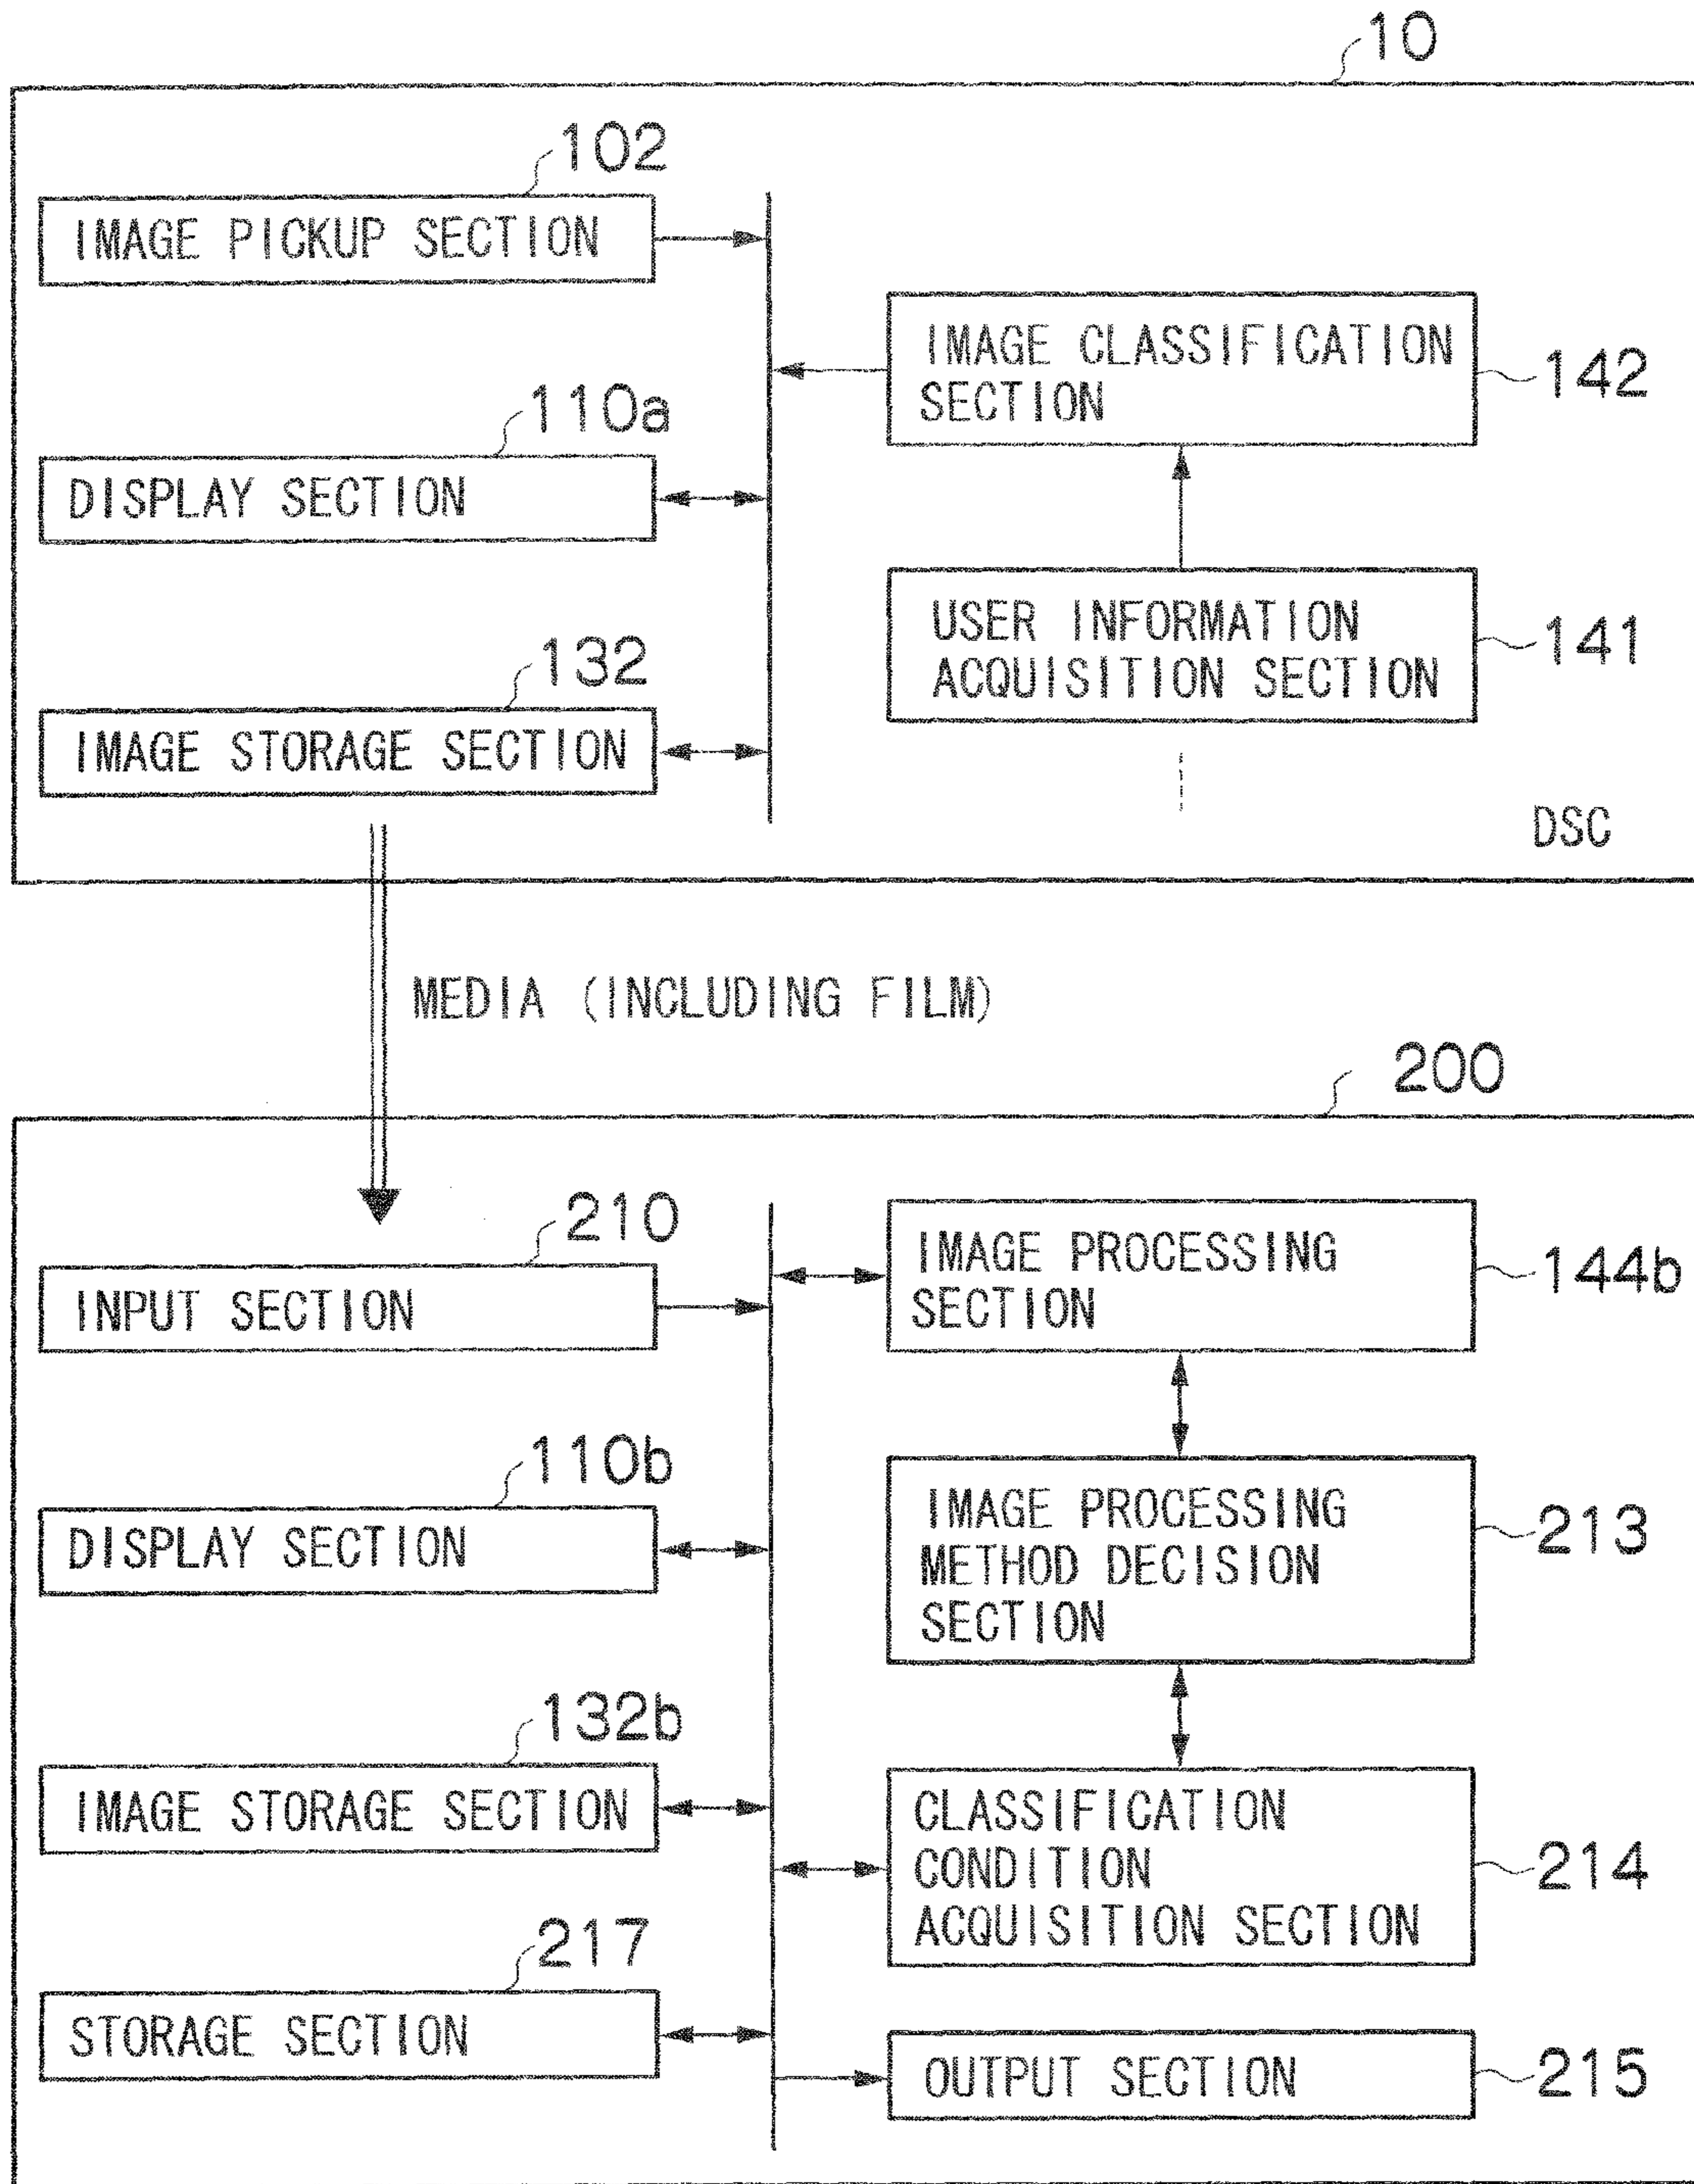 10
102
IMAGE PICKUP SECTION
IMAGE CLASSIFICATION
SECTION
142
110a
DISPLAY SECTION
USER INFORMATION
ACQUISITION SECTION
141
132
IMAGE STORAGE SECTION
DSC
MEDIA (INCLUDING FILM)
200
210
INPUT SECTION
IMAGE PROCESSING
SECTION
144b
110b
DISPLAY SECTION
IMAGE PROCESSING
METHOD DECISION
SECTION
213
132b
IMAGE STORAGE SECTION
CLASSIFICATION
CONDITION
ACQUISITION SECTION
214
217
STORAGE SECTION
OUTPUT SECTION
215